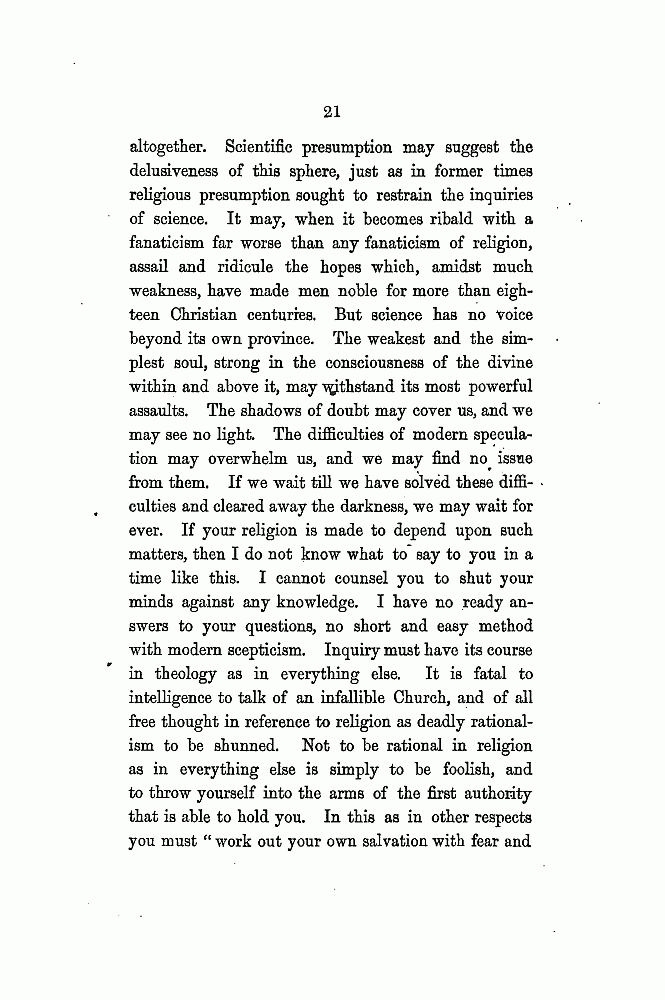 21
altogether. Scientific presumption may suggest the
delusiveness of this sphere, just as in former times
religious presumption sought to restrain the inquiries
of science. It may, when it becomes ribald with a
fanaticism far worse than any fanaticism of religion,
assail and ridicule the hopes which, amidst much
weakness, have made men noble for more than eigh-
teen Christian centuries. But science has no voice
beyond its own province. The weakest and the sim-
plest soul, strong in the consciousness of the divine
within and above it, may withstand its most powerful
assaults. The shadows of doubt may cover us, and we
may see no light. The difficulties of modern specula-
tion may overwhelm us, and we may find no issue
from them. If we wait till we have solved these diffi-
culties and cleared away the darkness, we may wait for
ever. If your religion is made to depend upon such
matters, then I do not know what to say to you in a
time like this. I cannot counsel you to shut your
minds against any knowledge. I have no ready an-
swers to your questions, no short and easy method
with modern scepticism. Inquiry must have its course
in theology as in everything else. It is fatal to
intelligence to talk of an infallible Church, and of all
free thought in reference to religion as deadly rational-
ism to be shunned. Not to be rational in religion
as in everything else is simply to be foolish, and
to throw yourself into the arms of the first authority
that is able to hold you. In this as in other respects
you must “work out your own salvation with fear and